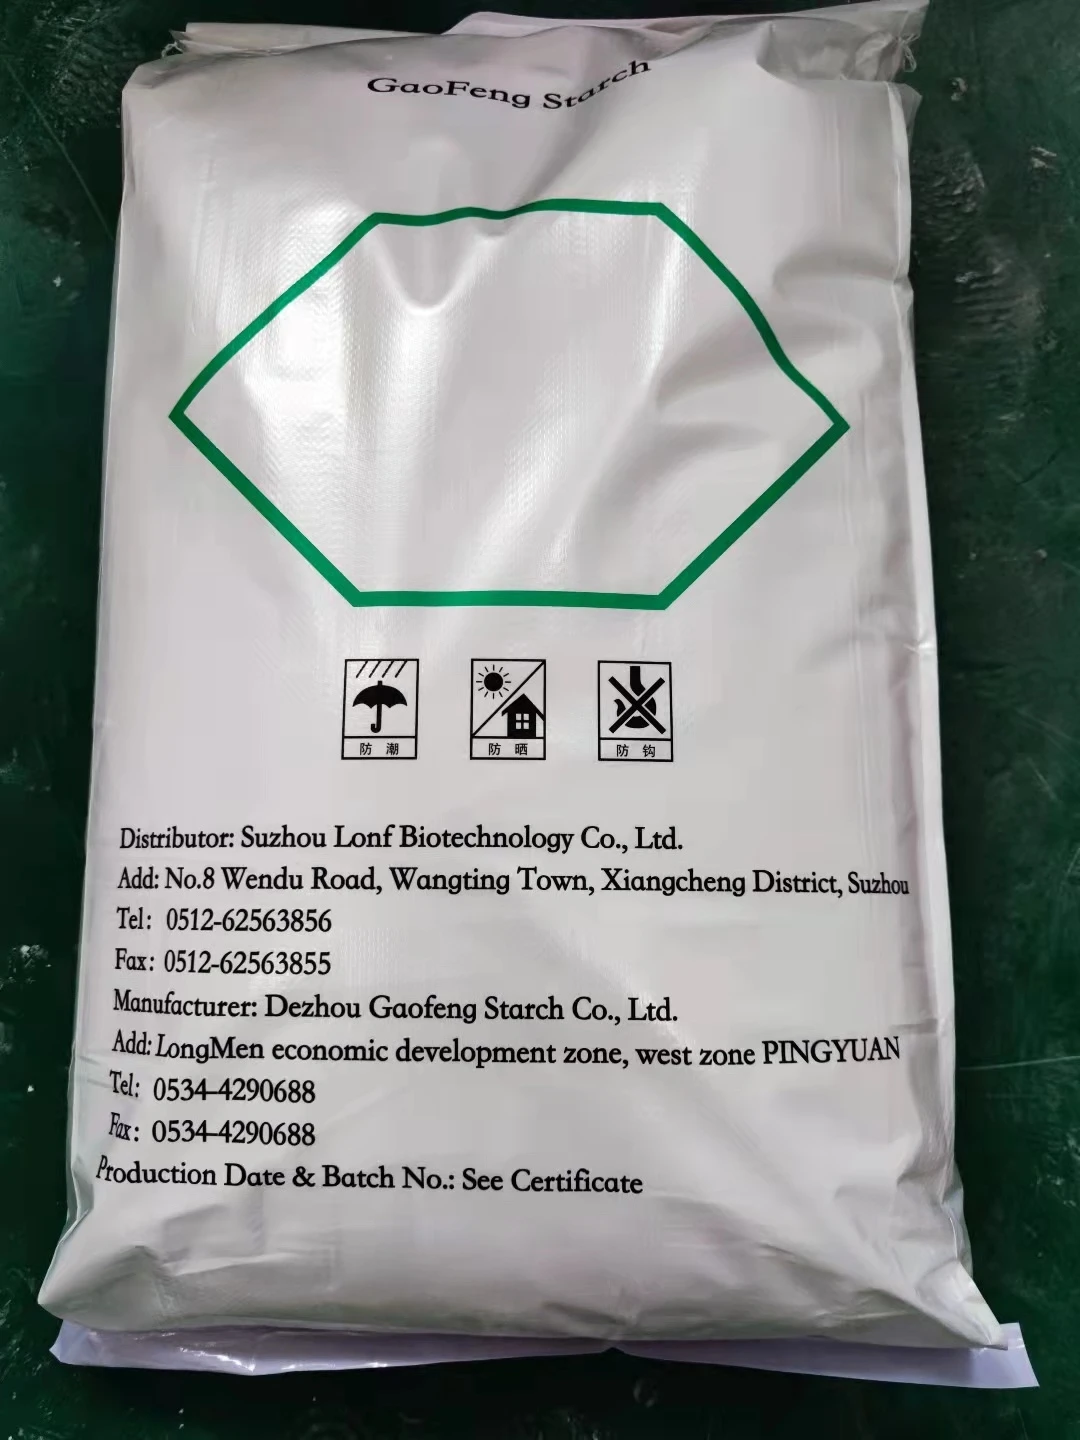 GaoFeng Starch
防潮
防晒
防钩
Distributor: Suzhou Lonf Biotechnology Co., Ltd.
Add: No.8 Wendu Road, Wangting Town, Xiangcheng District, Suzhou
Tel: 0512-62563856
Fax: 0512-62563855
Manufacturer: Dezhou Gaofeng Starch Co., Ltd.
Add: LongMen economic development zone, west zone PINGYUAN
Tel: 0534-4290688
Fax: 0534-4290688
Production Date & Batch No.: See Certificate